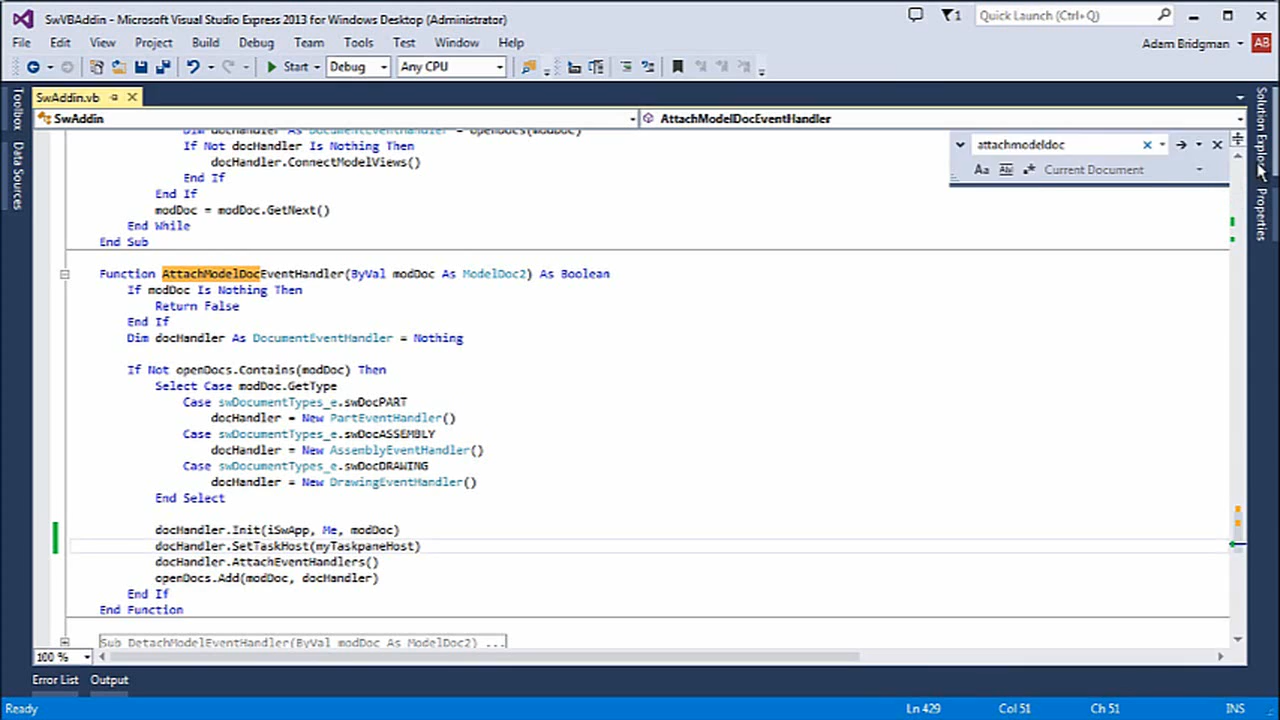 SwVBAddin - Microsoft Visual Studio Express 2013 for Windows Desktop (Administrator)
1
Quick Launch (Ctrl+Q)
File Edit View Project Build Debug Team Tools Test Window Help
Adam Bridgman
AB
Start Debug Any CPU
SwAddin.vb
SwAddin
AttachModelDocEventHandler
Toolbox
Data Sources
Solution Explorer
Properties
attachmodeldoc
Aa Abl Current Document
Dim docHandler As DocumentEventHandler = openDocs(modDoc)
If Not docHandler Is Nothing Then
docHandler.ConnectModelViews()
End If
End If
modDoc = modDoc.GetNext()
End While
End Sub
Function AttachModelDocEventHandler(ByVal modDoc As ModelDoc2) As Boolean
If modDoc Is Nothing Then
Return False
End If
Dim docHandler As DocumentEventHandler = Nothing
If Not openDocs.Contains(modDoc) Then
Select Case modDoc.GetType
Case swDocumentTypes_e.swDocPART
docHandler = New PartEventHandler()
Case swDocumentTypes_e.swDocASSEMBLY
docHandler = New AssemblyEventHandler()
Case swDocumentTypes_e.swDocDRAWING
docHandler = New DrawingEventHandler()
End Select
docHandler.Init(iSwApp, Me, modDoc)
docHandler.SetTaskHost(myTaskpaneHost)
docHandler.AttachEventHandlers()
openDocs.Add(modDoc, docHandler)
End If
End Function
Sub DetachModelEventHandler(ByVal modDoc As ModelDoc2) ...
100 %
Error List Output
Ready Ln 429 Col 51 Ch 51 INS